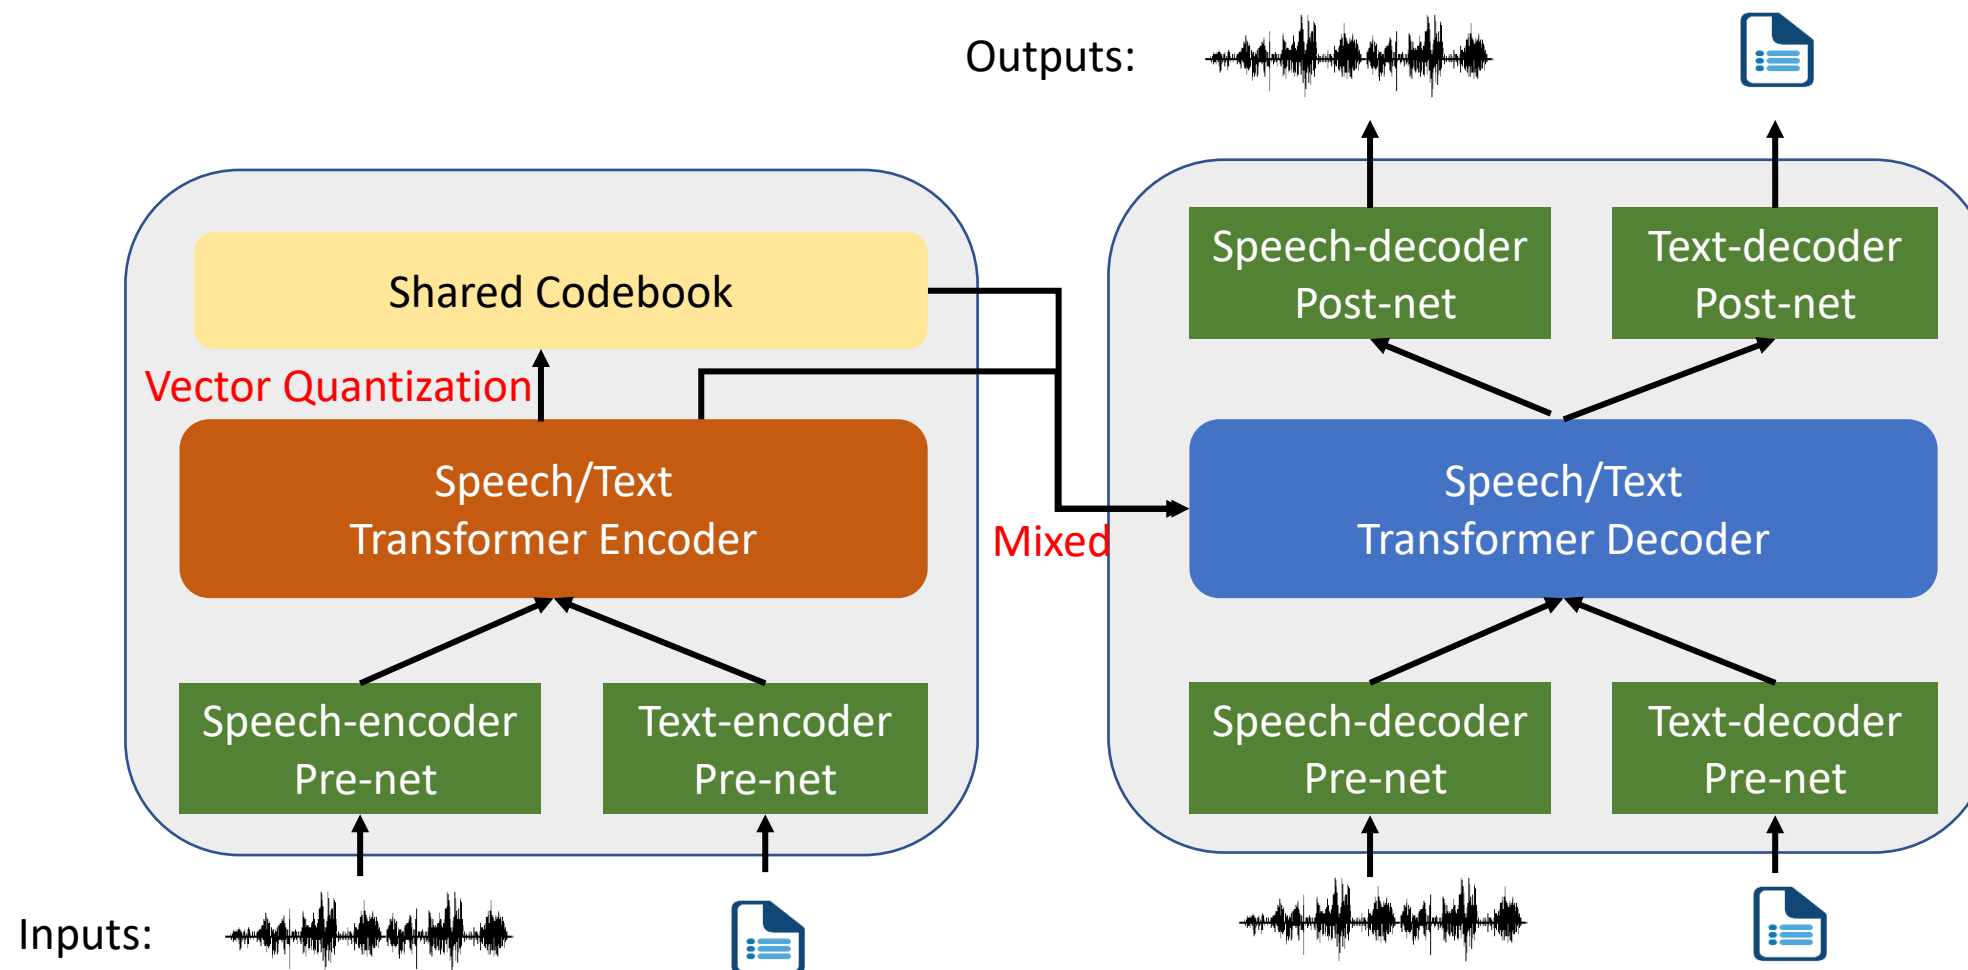 Outputs:
Shared Codebook
Vector Quantization
Speech/Text
Transformer Encoder
Speech-encoder
Pre-net
Text-encoder
Pre-net
Inputs:
Mixed
Speech-decoder
Post-net
Text-decoder
Post-net
Speech/Text
Transformer Decoder
Speech-decoder
Pre-net
Text-decoder
Pre-net